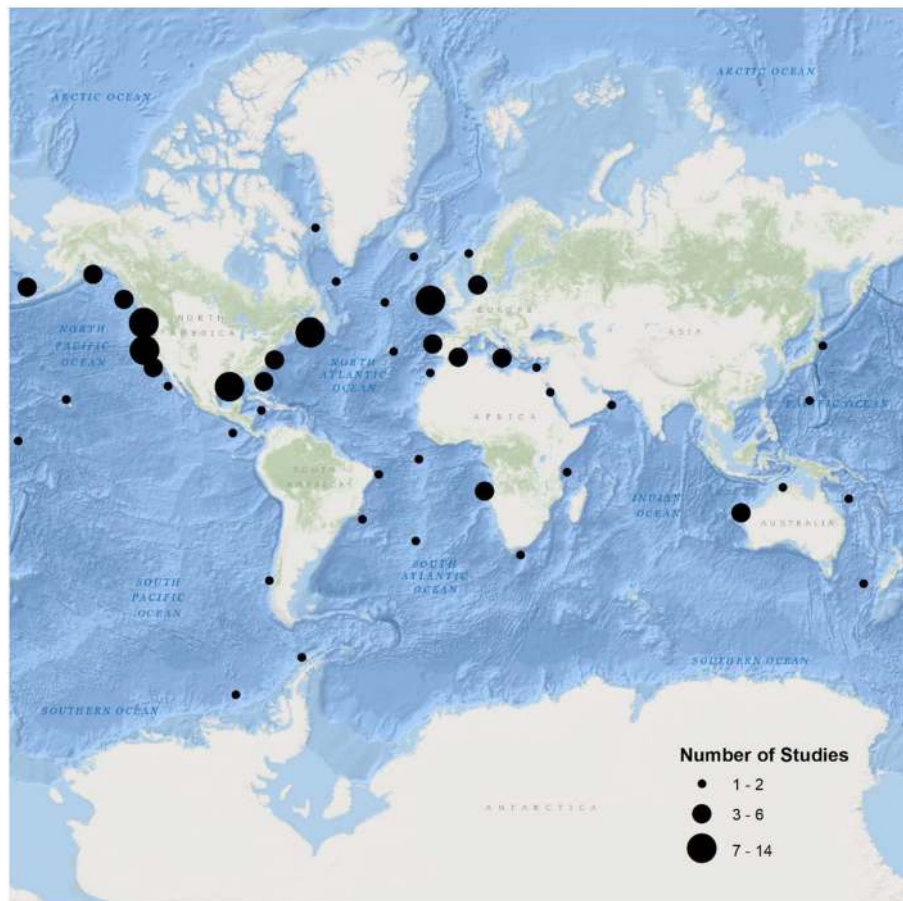 ARCTIC OCEAN
ARCTIC OCEAN
NORTH
AMERICA
NORTH
PACIFIC
OCEAN
EUROPE
ASIA
NORTH
ATLANTIC
OCEAN
PACIFIC OCEAN
AFRICA
SOUTH
AMERICA
INDIAN
OCEAN
AUSTRALIA
SOUTH
ATLANTIC
OCEAN
SOUTH
PACIFIC
OCEAN
SOUTHERN OCEAN
SOUTHERN OCEAN
Number of Studies
1 - 2
3 - 6
7 - 14
ANTARCTICA